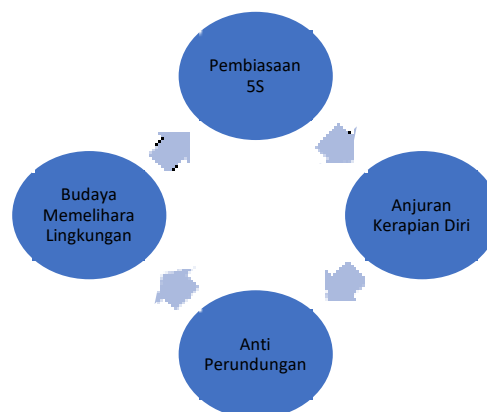 Pembiasaan
5S
Anjuran
Kerapian Diri
Anti
Perundungan
Budaya
Memelihara
Lingkungan